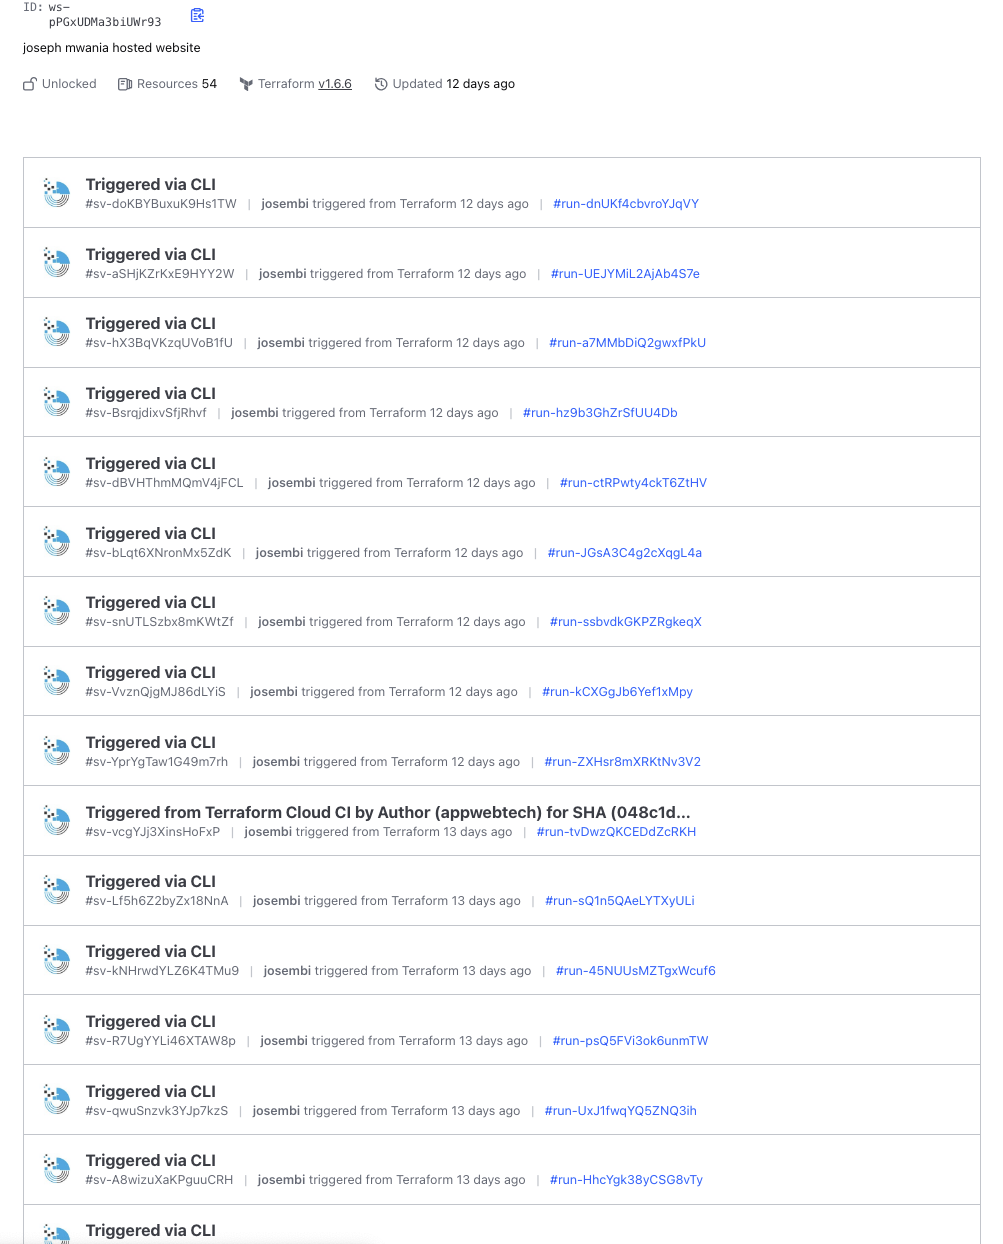 ID: ws-
pPGxUDMa3biUWr93
joseph mwania hosted website
Unlocked Resources 54 Terraform v1.6.6 Updated 12 days ago
Triggered via CLI
#sv-doKBYBuxuK9Hs1TW | josembi triggered from Terraform 12 days ago | #run-dnUKf4cbvroYJqVY
Triggered via CLI
#sv-aSHjKZrKxE9HYY2W | josembi triggered from Terraform 12 days ago | #run-UEJYMiL2AjAb4S7e
Triggered via CLI
#sv-hX3BqVKzqUVoB1fU | josembi triggered from Terraform 12 days ago | #run-a7MMbDiQ2gwxfPkU
Triggered via CLI
#sv-BsrqjdixvSfjRhvf | josembi triggered from Terraform 12 days ago | #run-hz9b3GhZrSfUU4Db
Triggered via CLI
#sv-dBVHThmMQmV4jFCL | josembi triggered from Terraform 12 days ago | #run-ctRPwty4ckT6ZtHV
Triggered via CLI
#sv-bLqt6XNronMx5ZdK | josembi triggered from Terraform 12 days ago | #run-JGsA3C4g2cXqgL4a
Triggered via CLI
#sv-snUTLSzbx8mKWtZf | josembi triggered from Terraform 12 days ago | #run-ssbvdkGKPZRgkeqX
Triggered via CLI
#sv-VvznQjgMJ86dLYiS | josembi triggered from Terraform 12 days ago | #run-kCXGgJb6Yef1xMpy
Triggered via CLI
#sv-YprYgTaw1G49m7rh | josembi triggered from Terraform 12 days ago | #run-ZXHsr8mXRKtNv3V2
Triggered from Terraform Cloud CI by Author (appwebtech) for SHA (048c1d...
#sv-vcgYJj3XinsHoFxP | josembi triggered from Terraform 13 days ago | #run-tvDwzQKCEDdZcRKH
Triggered via CLI
#sv-Lf5h6Z2byZx18NnA | josembi triggered from Terraform 13 days ago | #run-sQ1n5QAeLYTXyULi
Triggered via CLI
#sv-kNHrwdYLZ6K4TMu9 | josembi triggered from Terraform 13 days ago | #run-45NUUsMZTgxWcuf6
Triggered via CLI
#sv-R7UgYYLi46XTAW8p | josembi triggered from Terraform 13 days ago | #run-psQ5FVi3ok6unmTW
Triggered via CLI
#sv-qwuSnzvk3YJp7kzS | josembi triggered from Terraform 13 days ago | #run-UxJ1fwqYQ5ZNQ3ih
Triggered via CLI
#sv-A8wizuXaKPguuCRH | josembi triggered from Terraform 13 days ago | #run-HhcYgk38yCSG8vTy
Triggered via CLI